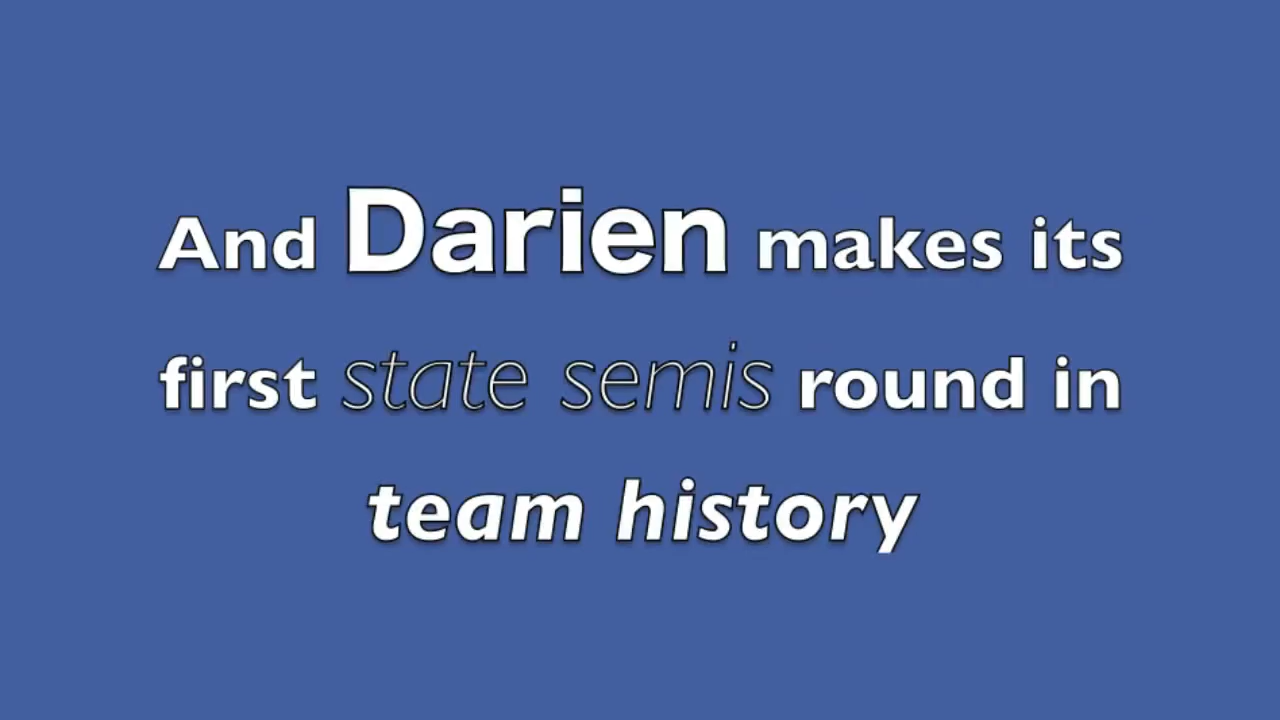 And Darien makes its
first state semis round in
team history